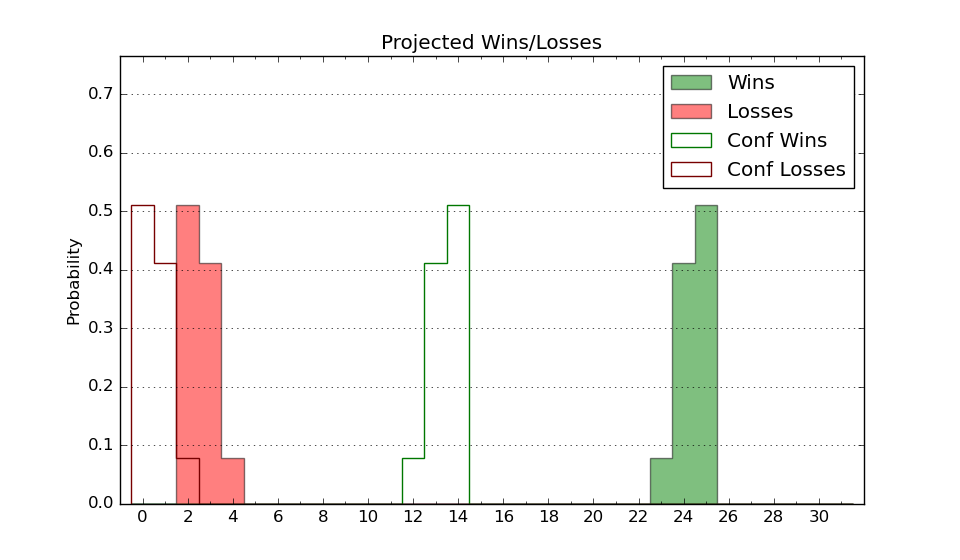 Projected Wins/Losses
Wins
Losses
Conf Wins
Conf Losses
Probability
0.7
0.6
0.5
0.4
0.3
0.2
0.1
0.0
0 2 4 6 8 10 12 14 16 18 20 22 24 26 28 30